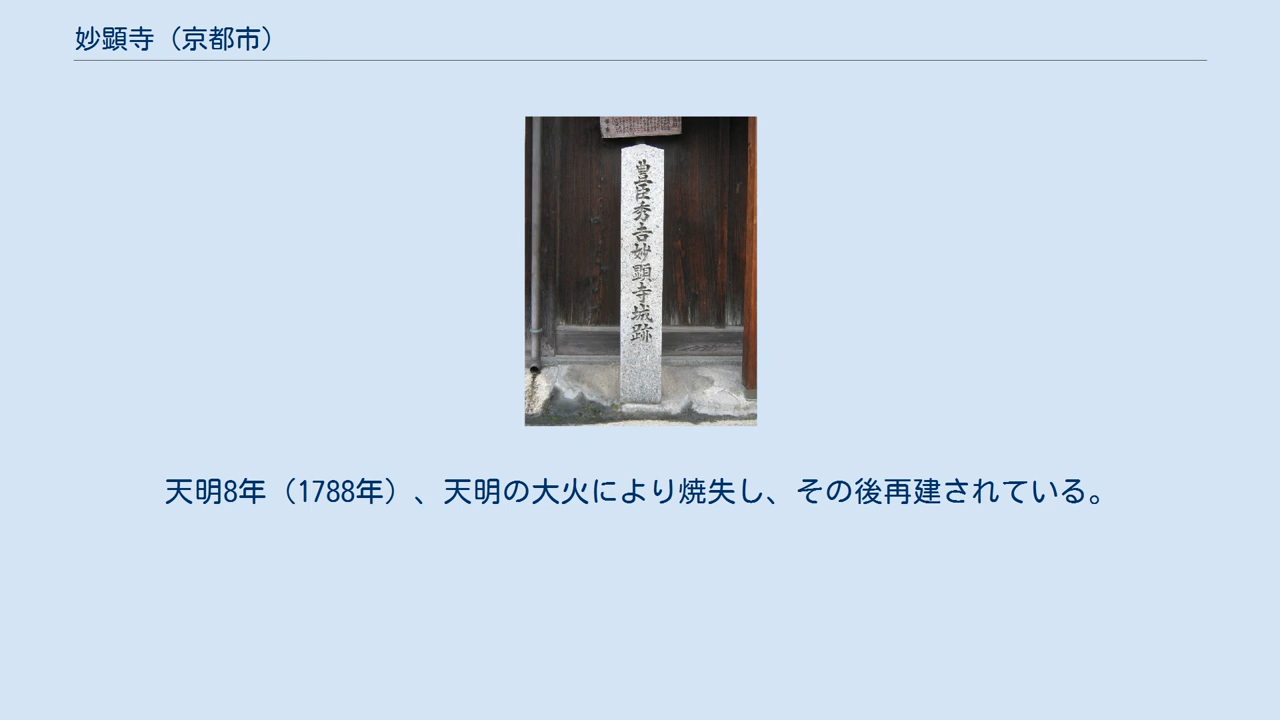 妙顕寺（京都市）
豊臣秀吉妙顕寺城跡
天明8年（1788年）、天明の大火により焼失し、その後再建されている。